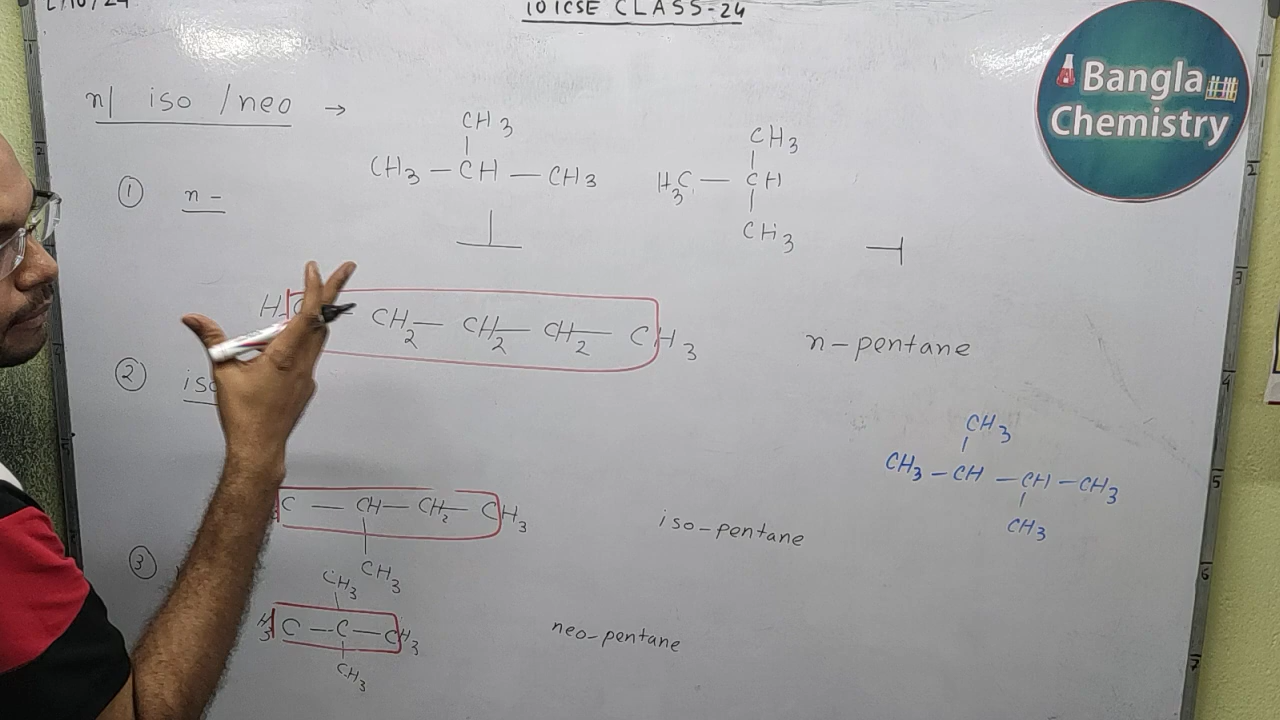 10 ICSE CLASS-24
Bangla
Chemistry
n/ iso /neo →
CH3
CH3 — CH — CH3
CH3
H3C — CH
CH3
① n -
CH2 — CH2 — CH2 — CH3
n-pentane
② iso
CH3
CH3 — CH — CH — CH3
CH3
C — CH — CH2 — CH3
CH3
iso-pentane
③
CH3
H3C — C — CH3
CH3
neo-pentane